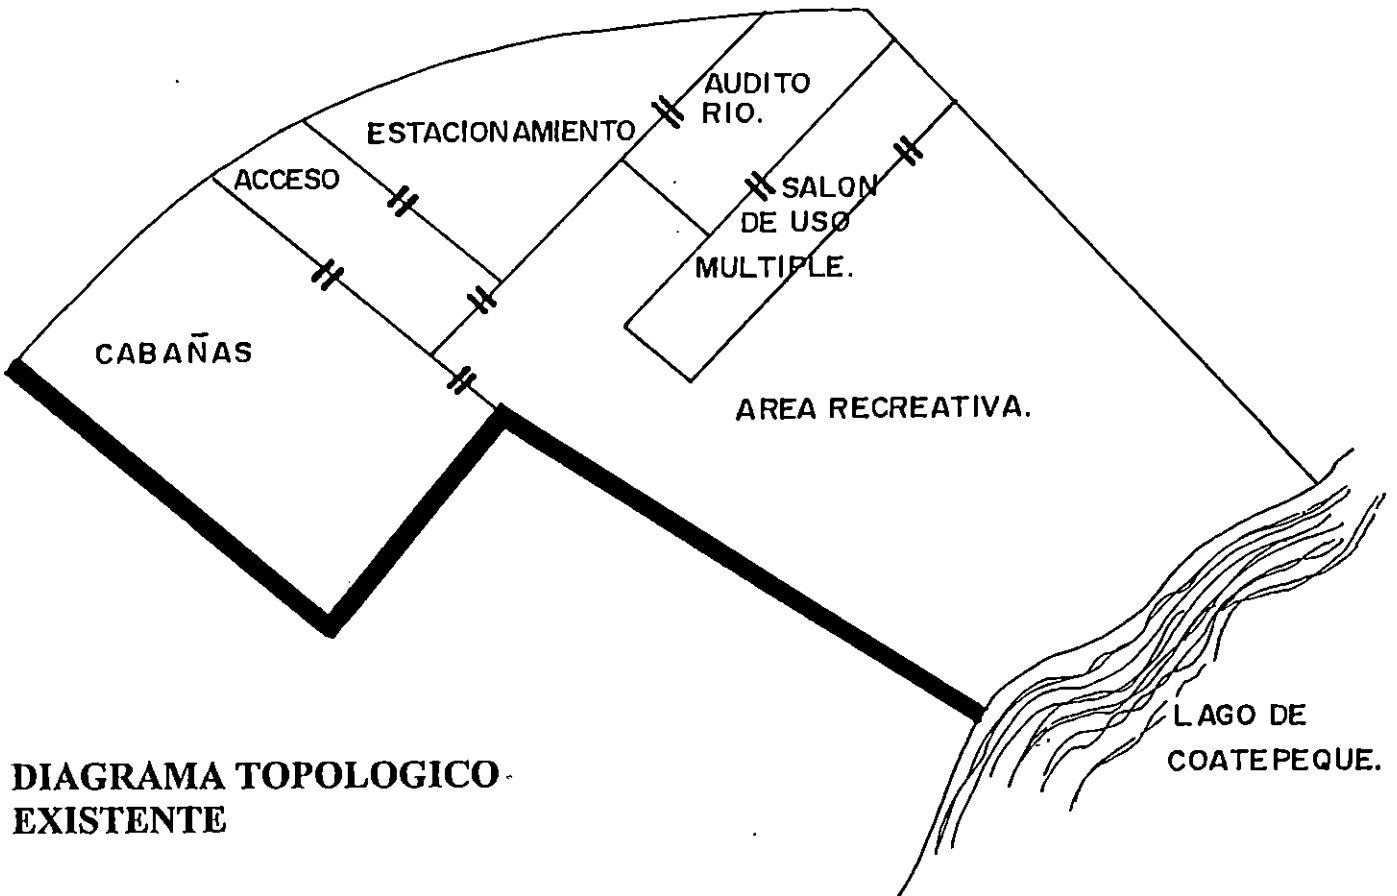 AUDITO
RIO.
ESTACIONAMIENTO
ACCESO
SALON
DE USO
MULTIPLE.
CABAÑAS
AREA RECREATIVA.
LAGO DE
COATEPEQUE.
DIAGRAMA TOPOLOGICO
EXISTENTE